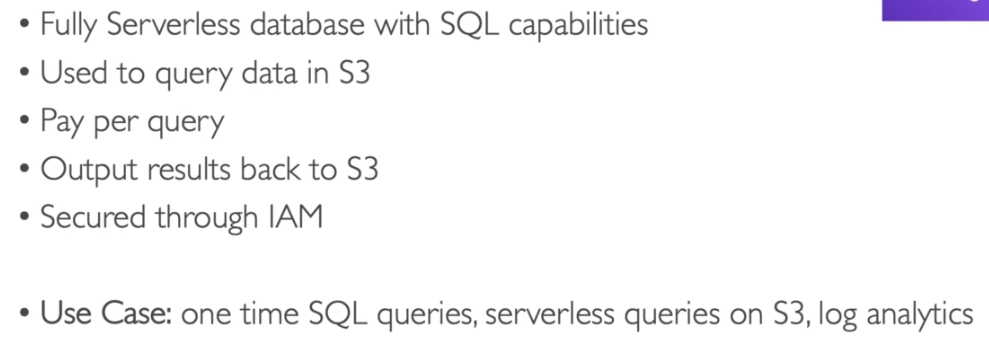 • Fully Serverless database with SQL capabilities
• Used to query data in S3
• Pay per query
• Output results back to S3
• Secured through IAM
• Use Case: one time SQL queries, serverless queries on S3, log analytics